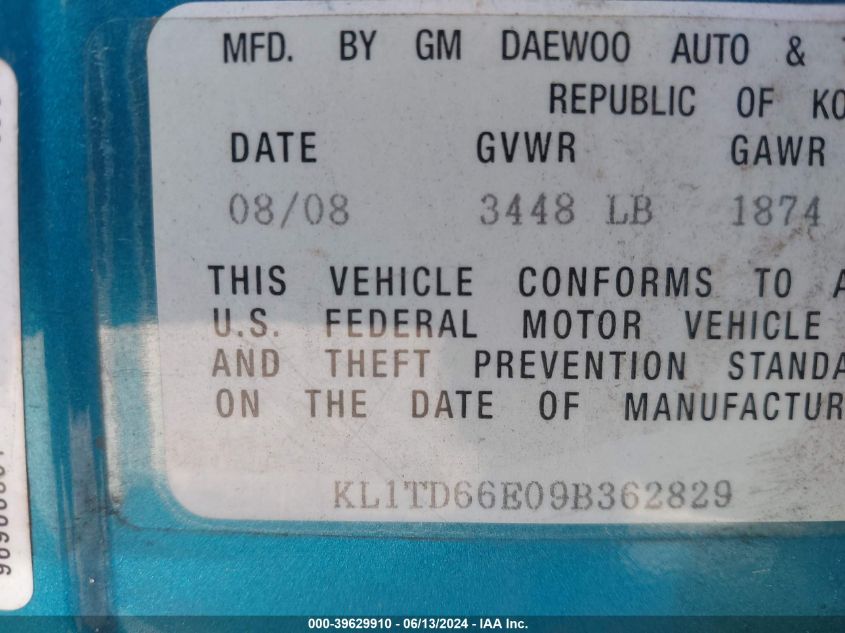 MFD. BY GM DAEWOO AUTO &
REPUBLIC OF KO
DATE GVWR GAWR
08/08 3448 LB 1874
THIS VEHICLE CONFORMS TO A
U.S. FEDERAL MOTOR VEHICLE
AND THEFT PREVENTION STANDA
ON THE DATE OF MANUFACTUR
KL1TD66E09B362829
000-39629910 - 06/13/2024 - IAA Inc.